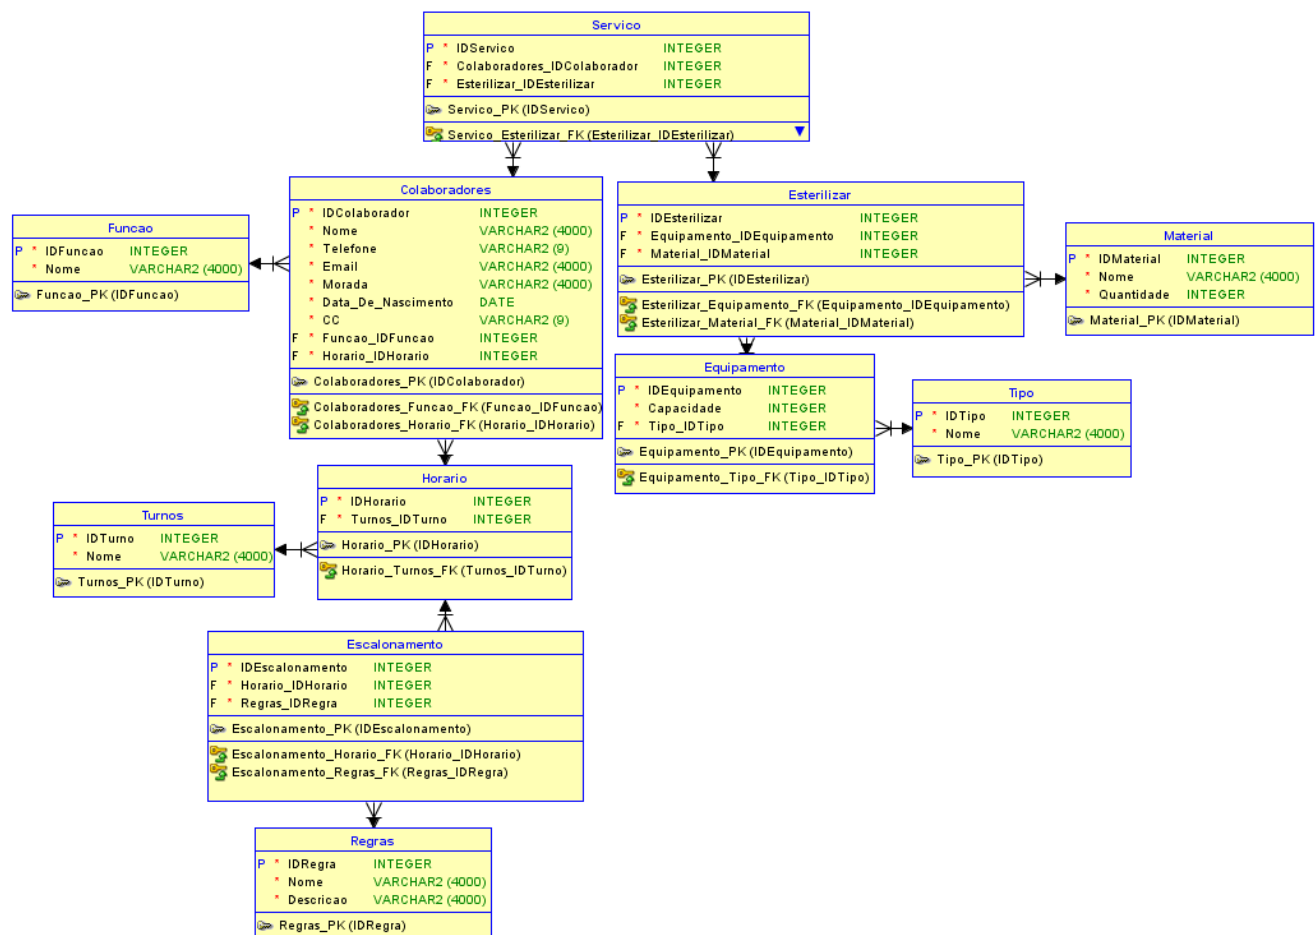 Servico
P * IDServico INTEGER
F * Colaboradores_IDColaborador INTEGER
F * Esterilizar_IDEsterilizar INTEGER
Servico_PK (IDServico)
Servico_Esterilizar_FK (Esterilizar_IDEsterilizar)
Colaboradores
P * IDColaborador INTEGER
* Nome VARCHAR2 (4000)
* Telefone VARCHAR2 (9)
* Email VARCHAR2 (4000)
* Morada VARCHAR2 (4000)
* Data_De_Nascimento DATE
* CC VARCHAR2 (9)
F * Funcao_IDFuncao INTEGER
F * Horario_IDHorario INTEGER
Colaboradores_PK (IDColaborador)
Colaboradores_Funcao_FK (Funcao_IDFuncao)
Colaboradores_Horario_FK (Horario_IDHorario)
Esterilizar
P * IDEsterilizar INTEGER
F * Equipamento_IDEquipamento INTEGER
F * Material_IDMaterial INTEGER
Esterilizar_PK (IDEsterilizar)
Esterilizar_Equipamento_FK (Equipamento_IDEquipamento)
Esterilizar_Material_FK (Material_IDMaterial)
Funcao
P * IDFuncao INTEGER
* Nome VARCHAR2 (4000)
Funcao_PK (IDFuncao)
Material
P * IDMaterial INTEGER
* Nome VARCHAR2 (4000)
* Quantidade INTEGER
Material_PK (IDMaterial)
Equipamento
P * IDEquipamento INTEGER
* Capacidade INTEGER
F * Tipo_IDTipo INTEGER
Equipamento_PK (IDEquipamento)
Equipamento_Tipo_FK (Tipo_IDTipo)
Tipo
P * IDTipo INTEGER
* Nome VARCHAR2 (4000)
Tipo_PK (IDTipo)
Horario
P * IDHorario INTEGER
F * Turnos_IDTurno INTEGER
Horario_PK (IDHorario)
Horario_Turnos_FK (Turnos_IDTurno)
Turnos
P * IDTurno INTEGER
* Nome VARCHAR2 (4000)
Turnos_PK (IDTurno)
Escalonamento
P * IDEscalonamento INTEGER
F * Horario_IDHorario INTEGER
F * Regras_IDRegra INTEGER
Escalonamento_PK (IDEscalonamento)
Escalonamento_Horario_FK (Horario_IDHorario)
Escalonamento_Regras_FK (Regras_IDRegra)
Regras
P * IDRegra INTEGER
* Nome VARCHAR2 (4000)
* Descricao VARCHAR2 (4000)
Regras_PK (IDRegra)